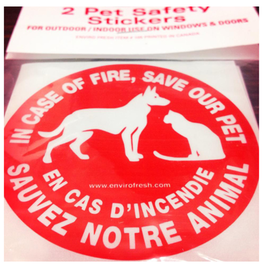 2 Pet Safety
Stickers
FOR OUTDOOR / INDOOR USE ON WINDOWS & DOORS
IN CASE OF FIRE, SAVE OUR PET
www.envirofresh.com
EN CAS D'INCENDIE
SAUVEZ NOTRE ANIMAL